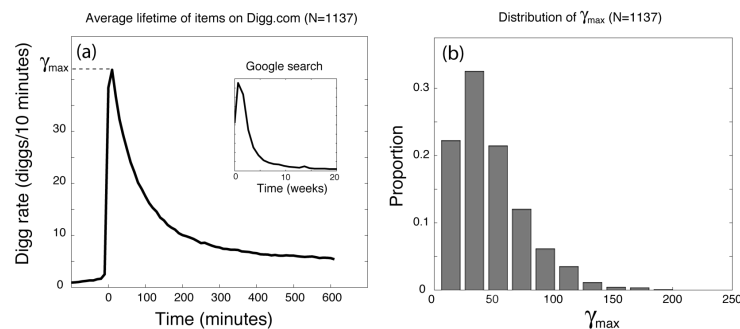 Average lifetime of items on Digg.com (N=1137)
(a)
γmax
Google search
0 10 20
Time (weeks)
40
30
20
10
0
Digg rate (diggs/10 minutes)
0 100 200 300 400 500 600
Time (minutes)
Distribution of γmax (N=1137)
(b)
0.3
0.2
0.1
0
Proportion
0 50 100 150 200 250
γmax